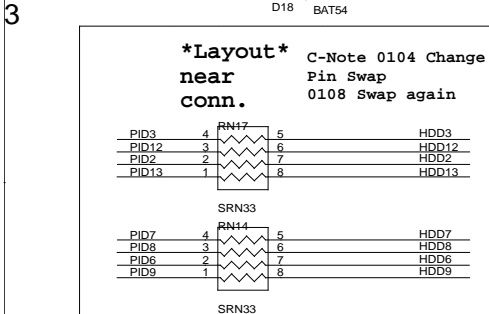 3
D18 BAT54
*Layout* C-Note 0104 Change
near Pin Swap
conn. 0108 Swap again
RN17
PID3 4 5 HDD3
PID12 3 6 HDD12
PID2 2 7 HDD2
PID13 1 8 HDD13
SRN33
RN14
PID7 4 5 HDD7
PID8 3 6 HDD8
PID6 2 7 HDD6
PID9 1 8 HDD9
SRN33